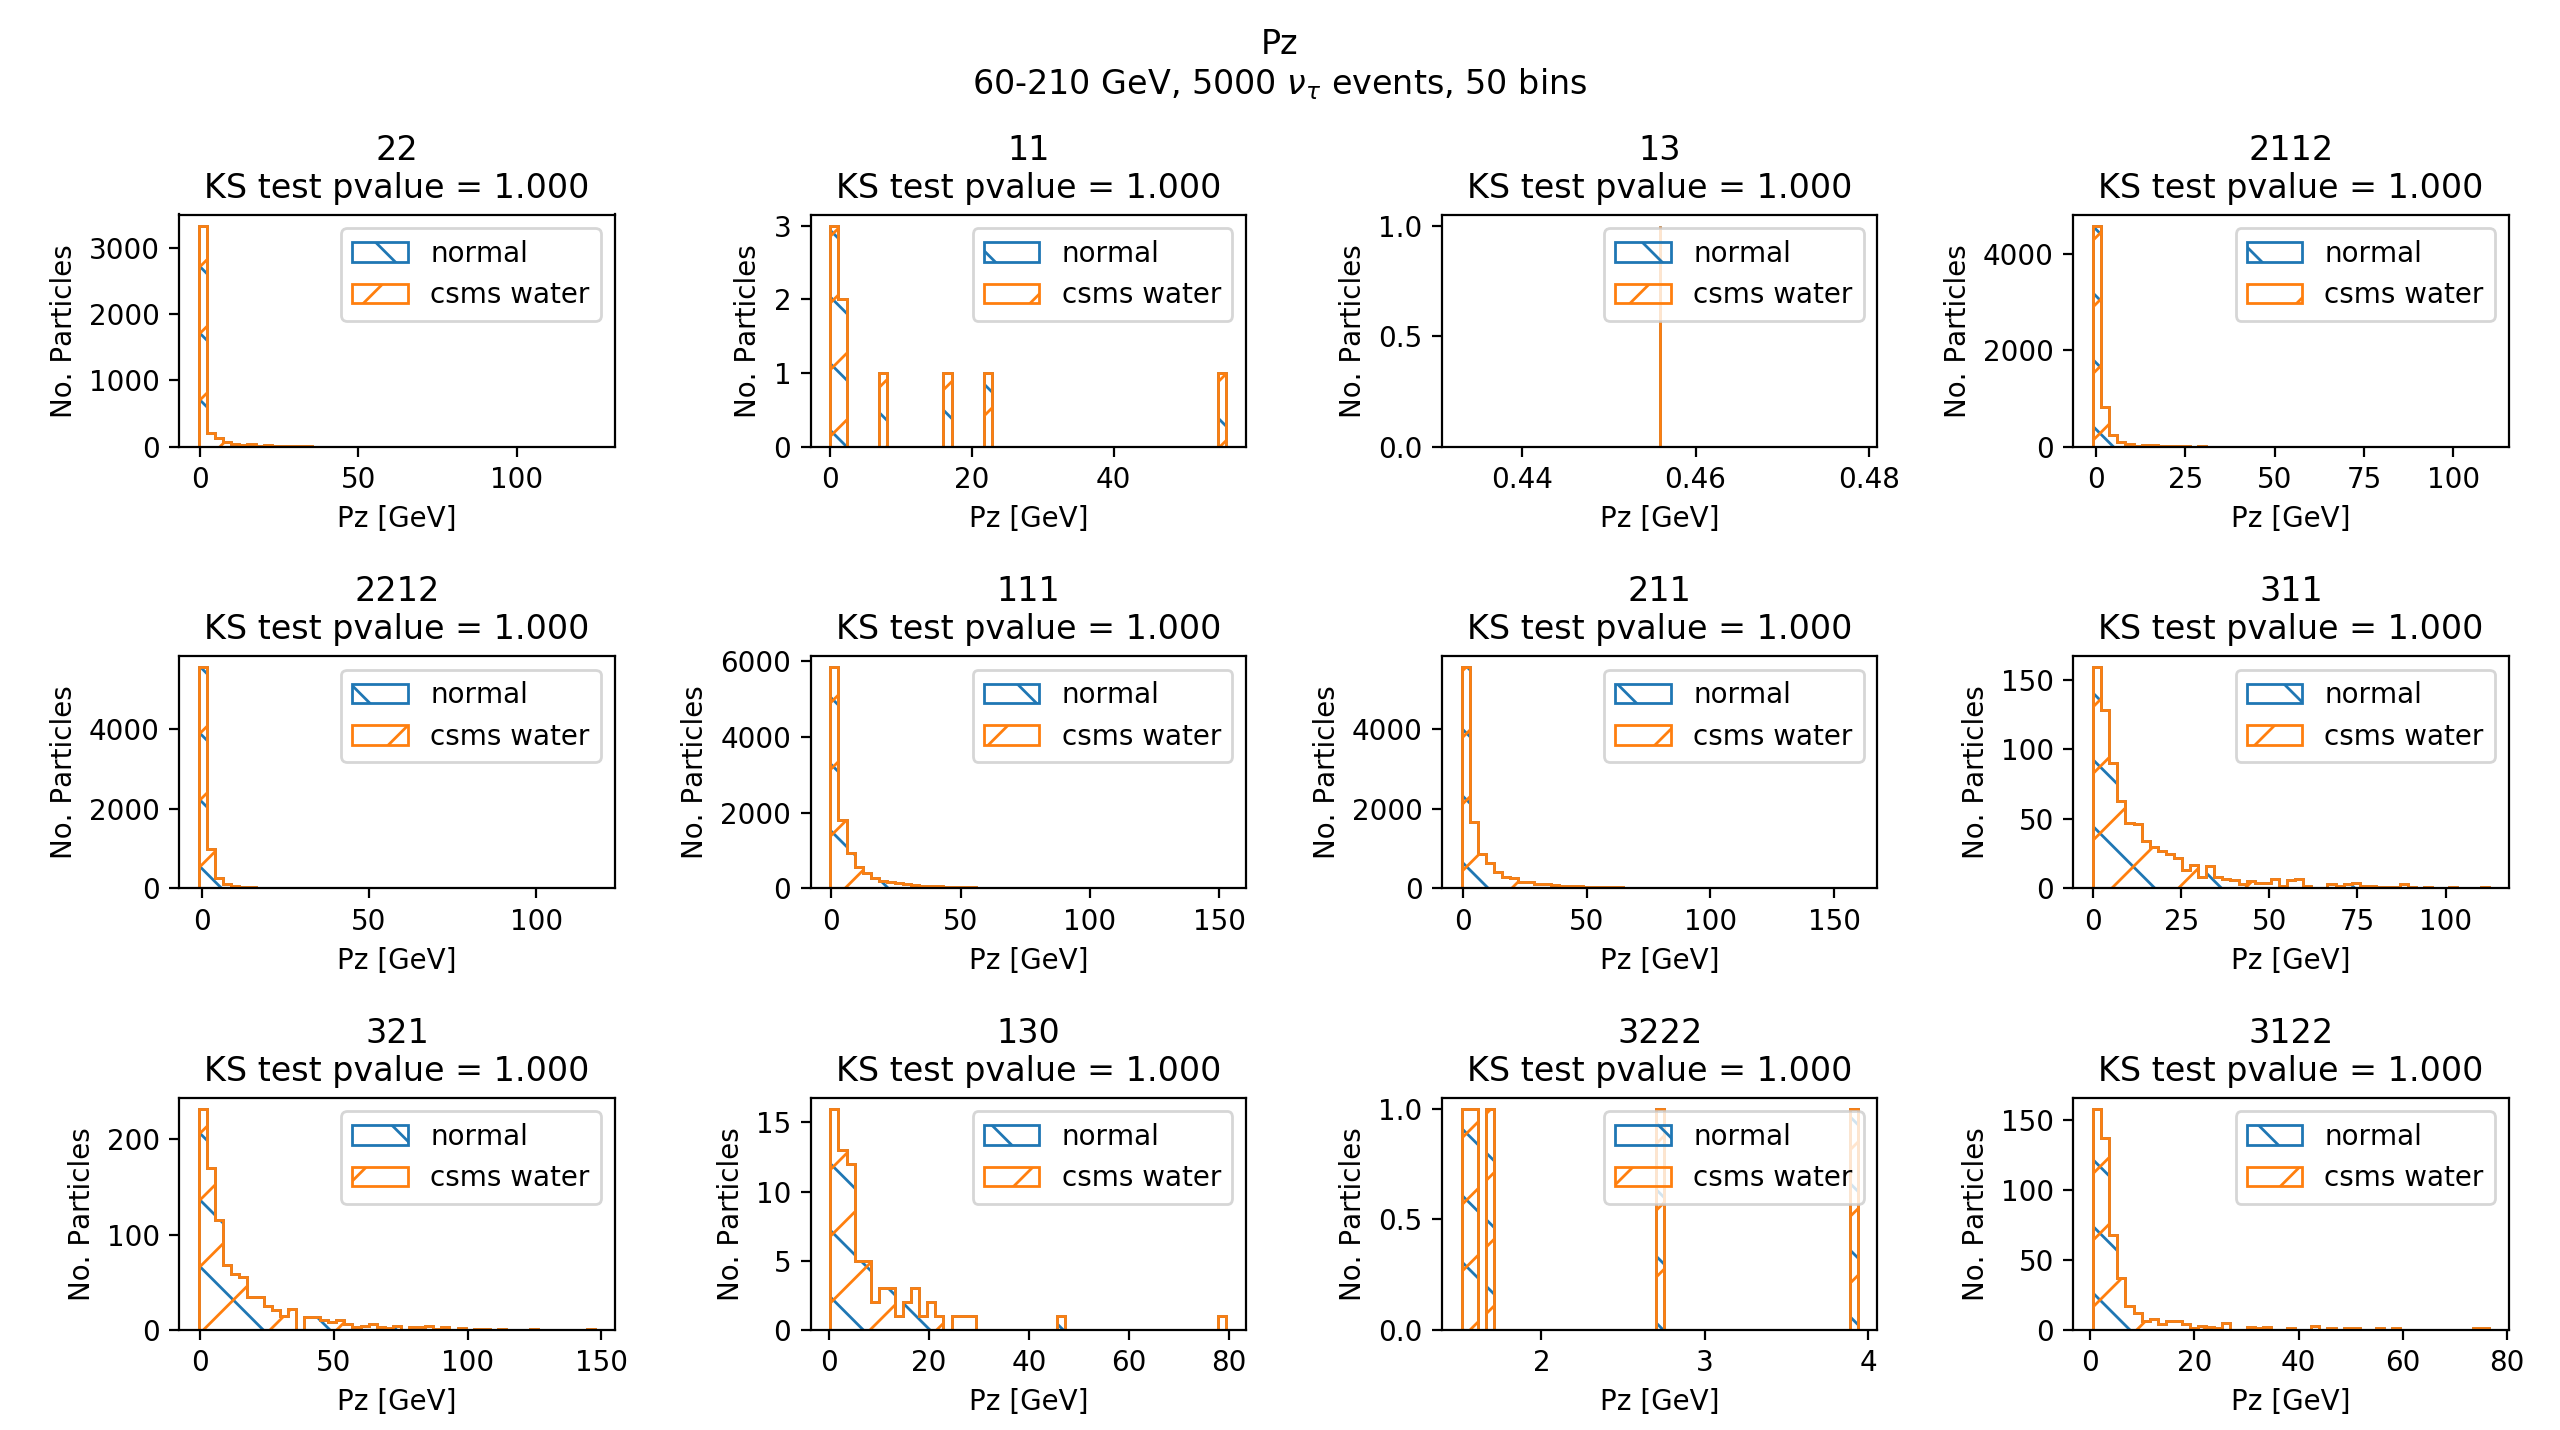 Pz
60-210 GeV, 5000 ν_τ events, 50 bins
22
KS test pvalue = 1.000
No. Particles
3000
2000
1000
0
normal
csms water
0 50 100
Pz [GeV]
11
KS test pvalue = 1.000
No. Particles
3
2
1
0
normal
csms water
0 20 40
Pz [GeV]
13
KS test pvalue = 1.000
No. Particles
1.0
0.5
0.0
normal
csms water
0.44 0.46 0.48
Pz [GeV]
2112
KS test pvalue = 1.000
No. Particles
4000
2000
0
normal
csms water
0 25 50 75 100
Pz [GeV]
2212
KS test pvalue = 1.000
No. Particles
4000
2000
0
normal
csms water
0 50 100
Pz [GeV]
111
KS test pvalue = 1.000
No. Particles
6000
4000
2000
0
normal
csms water
0 50 100 150
Pz [GeV]
211
KS test pvalue = 1.000
No. Particles
4000
2000
0
normal
csms water
0 50 100 150
Pz [GeV]
311
KS test pvalue = 1.000
No. Particles
150
100
50
0
normal
csms water
0 25 50 75 100
Pz [GeV]
321
KS test pvalue = 1.000
No. Particles
200
100
0
normal
csms water
0 50 100 150
Pz [GeV]
130
KS test pvalue = 1.000
No. Particles
15
10
5
0
normal
csms water
0 20 40 60 80
Pz [GeV]
3222
KS test pvalue = 1.000
No. Particles
1.0
0.5
0.0
normal
csms water
2 3 4
Pz [GeV]
3122
KS test pvalue = 1.000
No. Particles
150
100
50
0
normal
csms water
0 20 40 60 80
Pz [GeV]